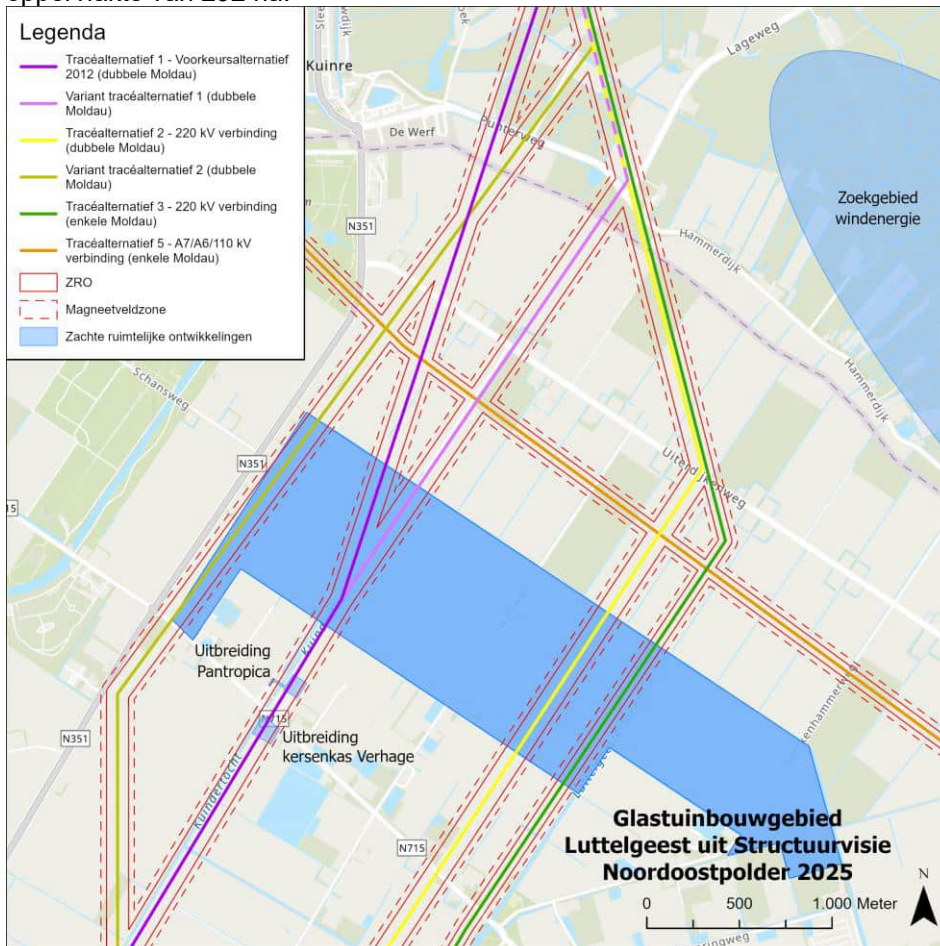 Legenda
Tracéalternatief 1 - Voorkeursalternatief
2012 (dubbele Moldau)
Variant tracéalternatief 1 (dubbele
Moldau)
Tracéalternatief 2 - 220 kV verbinding
(dubbele Moldau)
Variant tracéalternatief 2 (dubbele
Moldau)
Tracéalternatief 3 - 220 kV verbinding
(enkele Moldau)
Tracéalternatief 5 - A7/A6/110 kV
verbinding (enkele Moldau)
ZRO
Magneetveldzone
Zachte ruimtelijke ontwikkelingen
Kuinre
De Werf
Punterweg
Lageweg
Zoekgebied
windenergie
N351
Hammerdijk
Hammerdijk
Schansweg
Uiterdijkenweg
N351
Uitbreiding
Pantropica
N715
Uitbreiding
kersenkas Verhage
N351
Kuindertocht
N715
Glastuinbouwgebied
Luttelgeest uit Structuurvisie
Noordoostpolder 2025
N
0 500 1.000 Meter